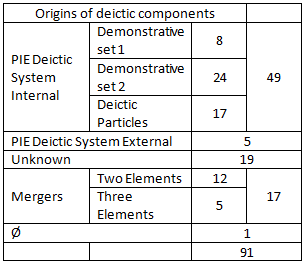 Origins of deictic components
PIE Deictic System Internal
Demonstrative set 1
8
Demonstrative set 2
24
Deictic Particles
17
49
PIE Deictic System External
5
Unknown
19
Mergers
Two Elements
12
Three Elements
5
17
Ø
1
91